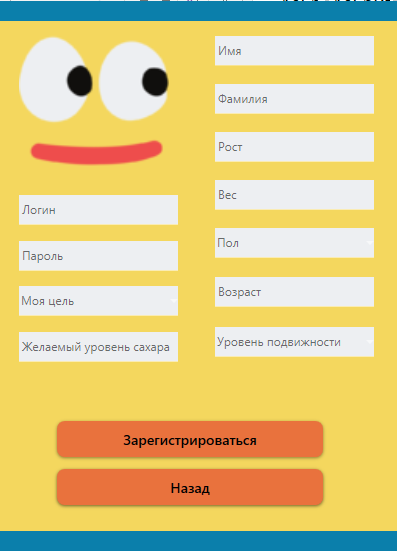 Имя
Фамилия
Рост
Вес
Пол
Возраст
Уровень подвижности
Логин
Пароль
Моя цель
Желаемый уровень сахара
Зарегистрироваться
Назад